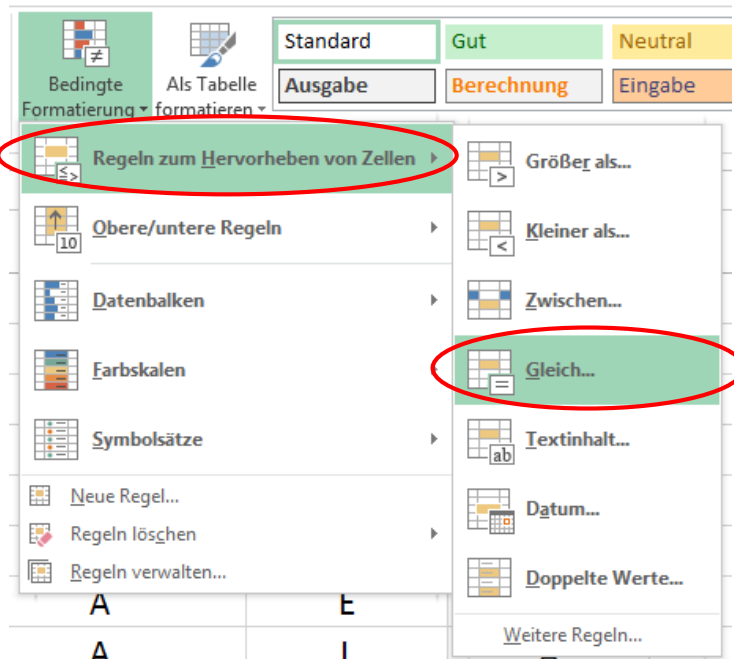 Bedingte
Formatierung
Als Tabelle
formatieren
Standard
Gut
Neutral
Ausgabe
Berechnung
Eingabe
Regeln zum Hervorheben von Zellen
10
Obere/untere Regeln
Datenbalken
Farbskalen
Symbolsätze
Neue Regel...
Regeln löschen
Regeln verwalten...
Größer als...
Kleiner als...
Zwischen...
Gleich...
ab
Textinhalt...
Datum...
Doppelte Werte...
Weitere Regeln...
A E
A